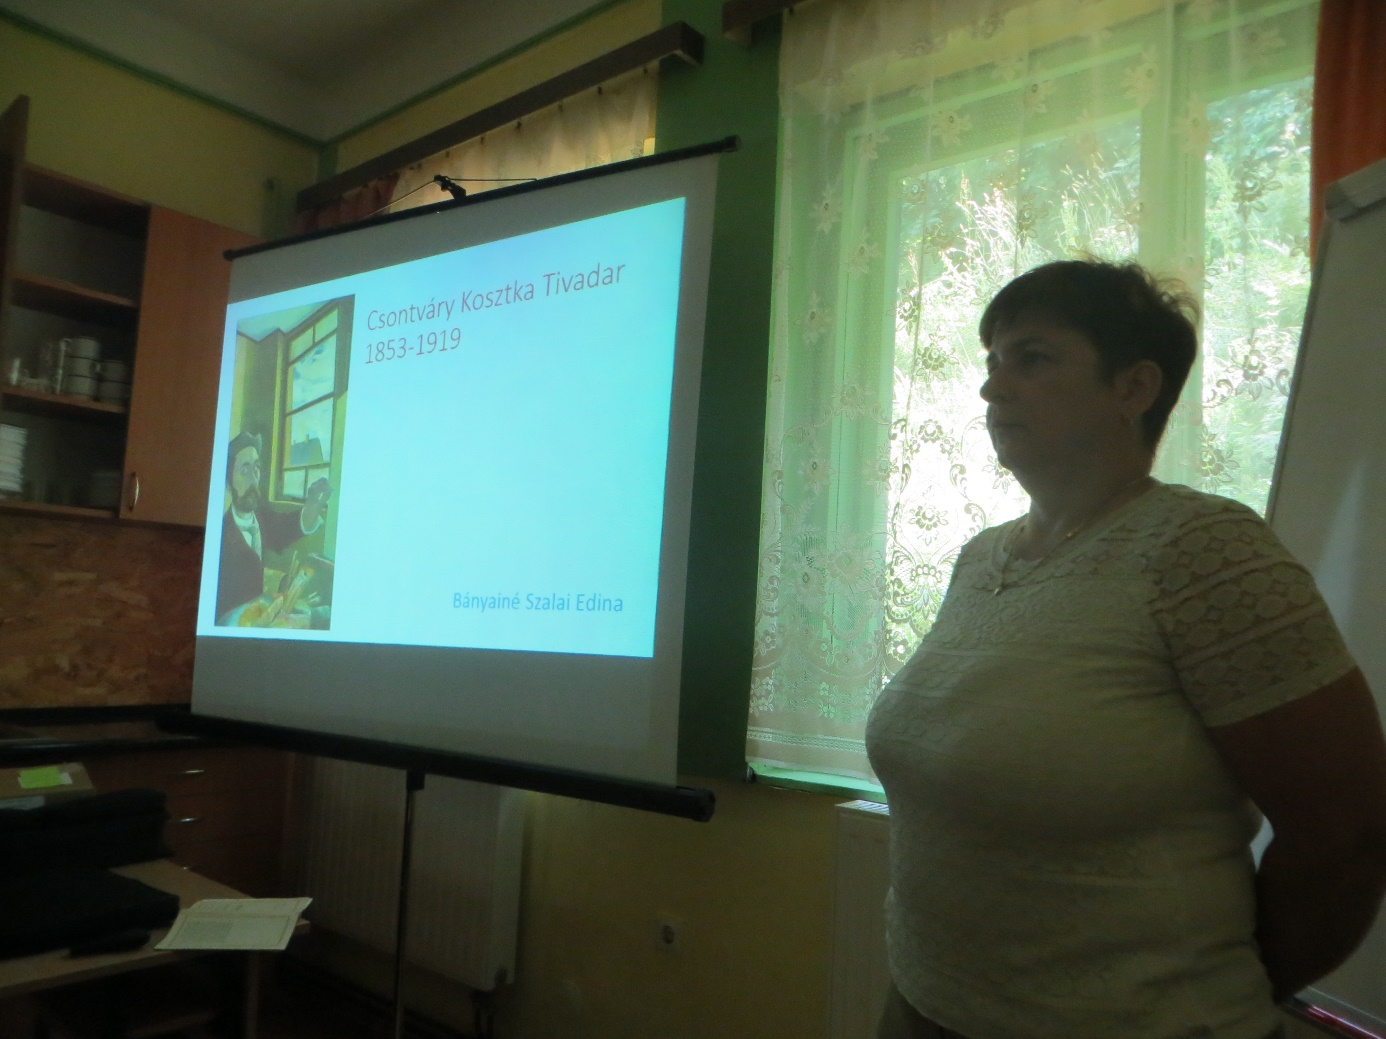 Csontváry Kosztka Tivadar
1853-1919
Bányainé Szalai Edina